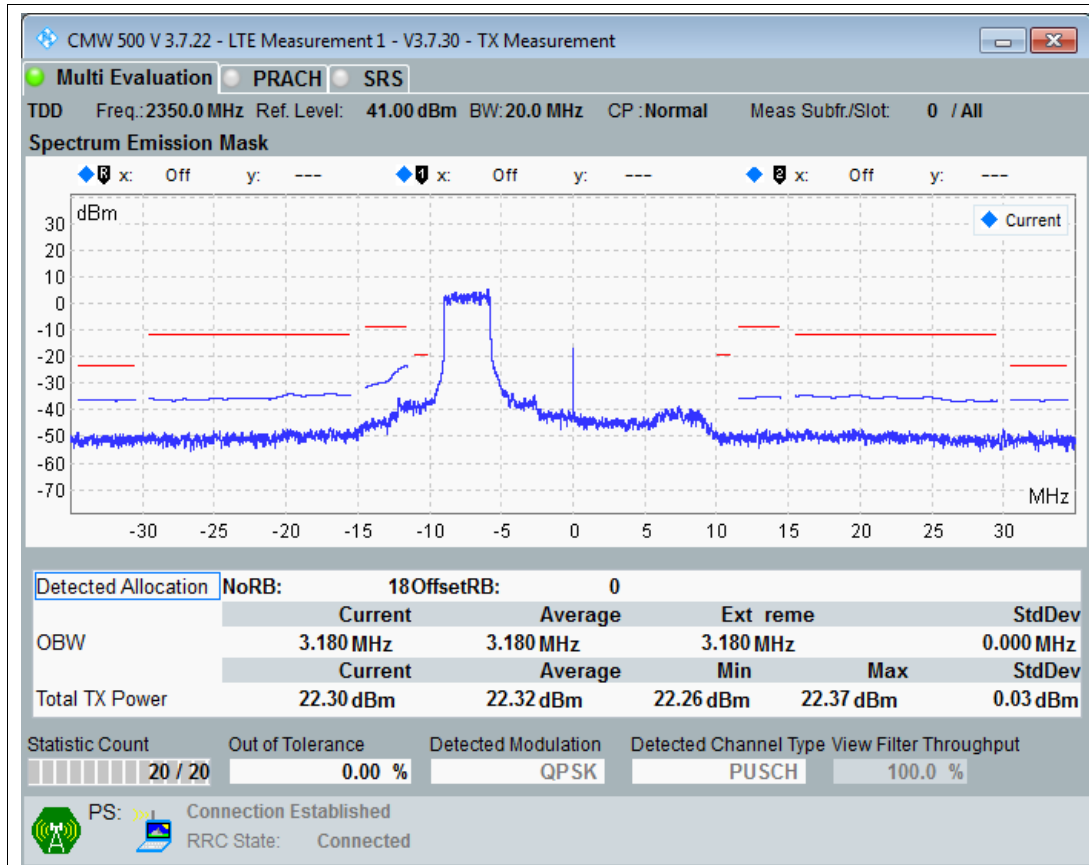 CMW 500 V 3.7.22 - LTE Measurement 1 - V3.7.30 - TX Measurement
Multi Evaluation PRACH SRS
TDD Freq.: 2350.0 MHz Ref. Level: 41.00 dBm BW: 20.0 MHz CP : Normal Meas Subfr./Slot: 0 / All
Spectrum Emission Mask
R x: Off y: --- 1 x: Off y: --- 2 x: Off y: ---
dBm
Current
30
20
10
0
-10
-20
-30
-40
-50
-60
-70
MHz
-30 -25 -20 -15 -10 -5 0 5 10 15 20 25 30
Detected Allocation NoRB: 18 OffsetRB: 0
Current Average Ext reme StdDev
OBW 3.180 MHz 3.180 MHz 3.180 MHz 0.000 MHz
Current Average Min Max StdDev
Total TX Power 22.30 dBm 22.32 dBm 22.26 dBm 22.37 dBm 0.03 dBm
Statistic Count Out of Tolerance Detected Modulation Detected Channel Type View Filter Throughput
20 / 20 0.00 % QPSK PUSCH 100.0 %
PS: Connection Established
RRC State: Connected